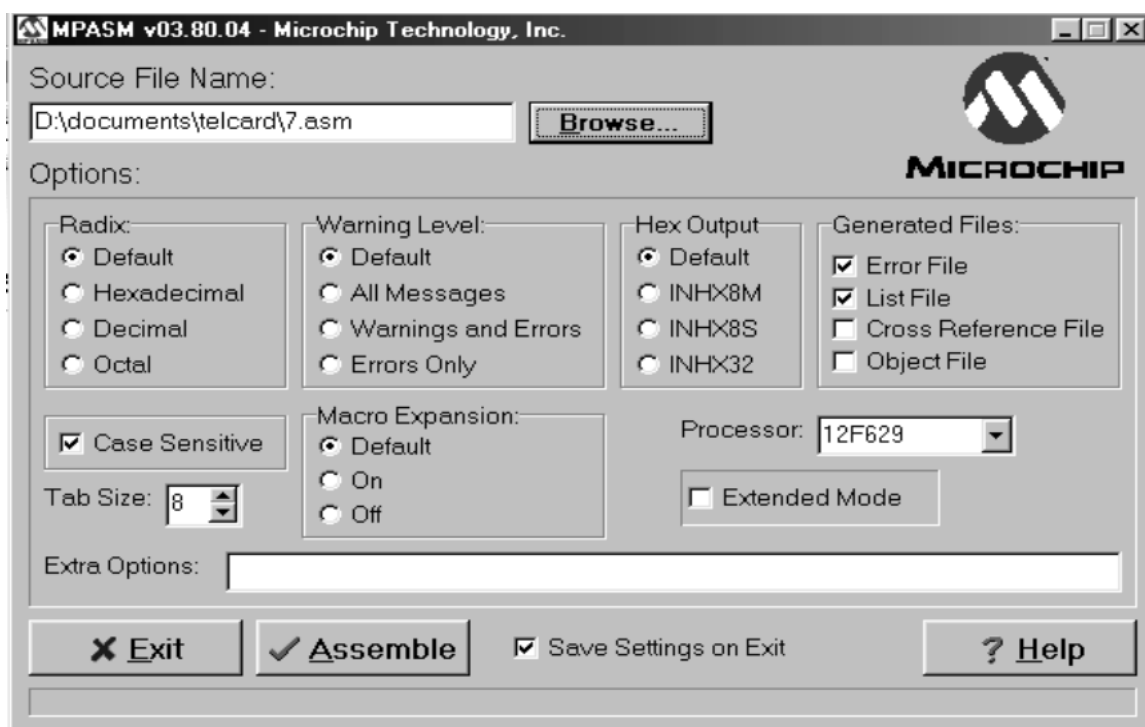 MPASM v03.80.04 - Microchip Technology, Inc.
Source File Name:
D:\documents\telcard\7.asm
Browse...
MICROCHIP
Options:
Radix:
Default
Hexadecimal
Decimal
Octal
Warning Level:
Default
All Messages
Warnings and Errors
Errors Only
Hex Output
Default
INHX8M
INHX8S
INHX32
Generated Files:
Error File
List File
Cross Reference File
Object File
Case Sensitive
Tab Size: 8
Macro Expansion:
Default
On
Off
Processor: 12F629
Extended Mode
Extra Options:
Exit
Assemble
Save Settings on Exit
? Help